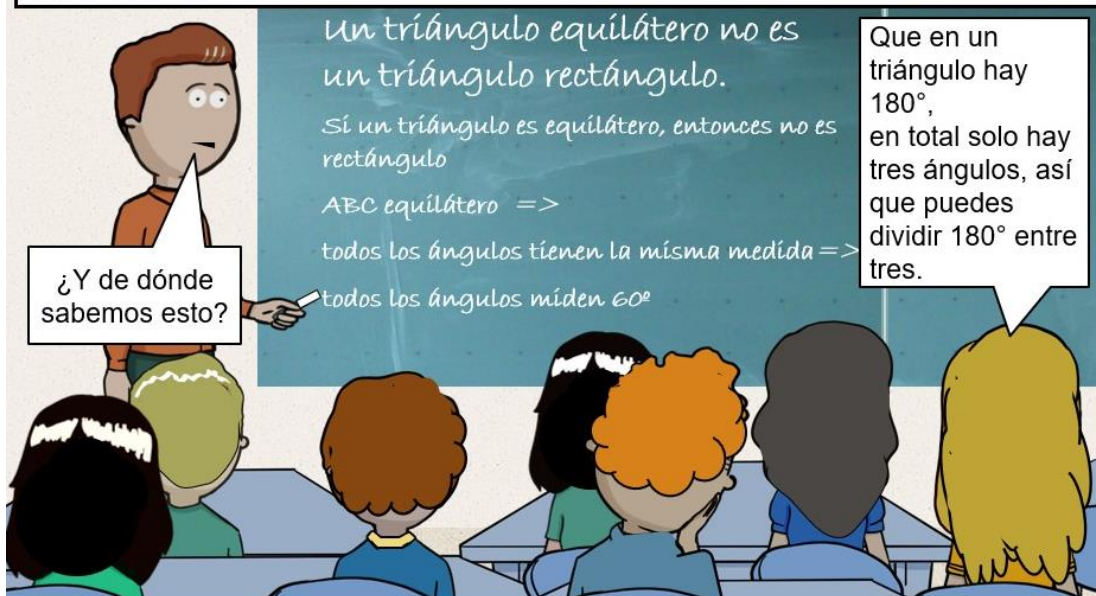 Un triángulo equilátero no es
un triángulo rectángulo.
Si un triángulo es equilátero, entonces no es
rectángulo
ABC equilátero =>
todos los ángulos tienen la misma medida =>
todos los ángulos miden 60º
¿Y de dónde
sabemos esto?
Que en un
triángulo hay
180°,
en total solo hay
tres ángulos, así
que puedes
dividir 180° entre
tres.